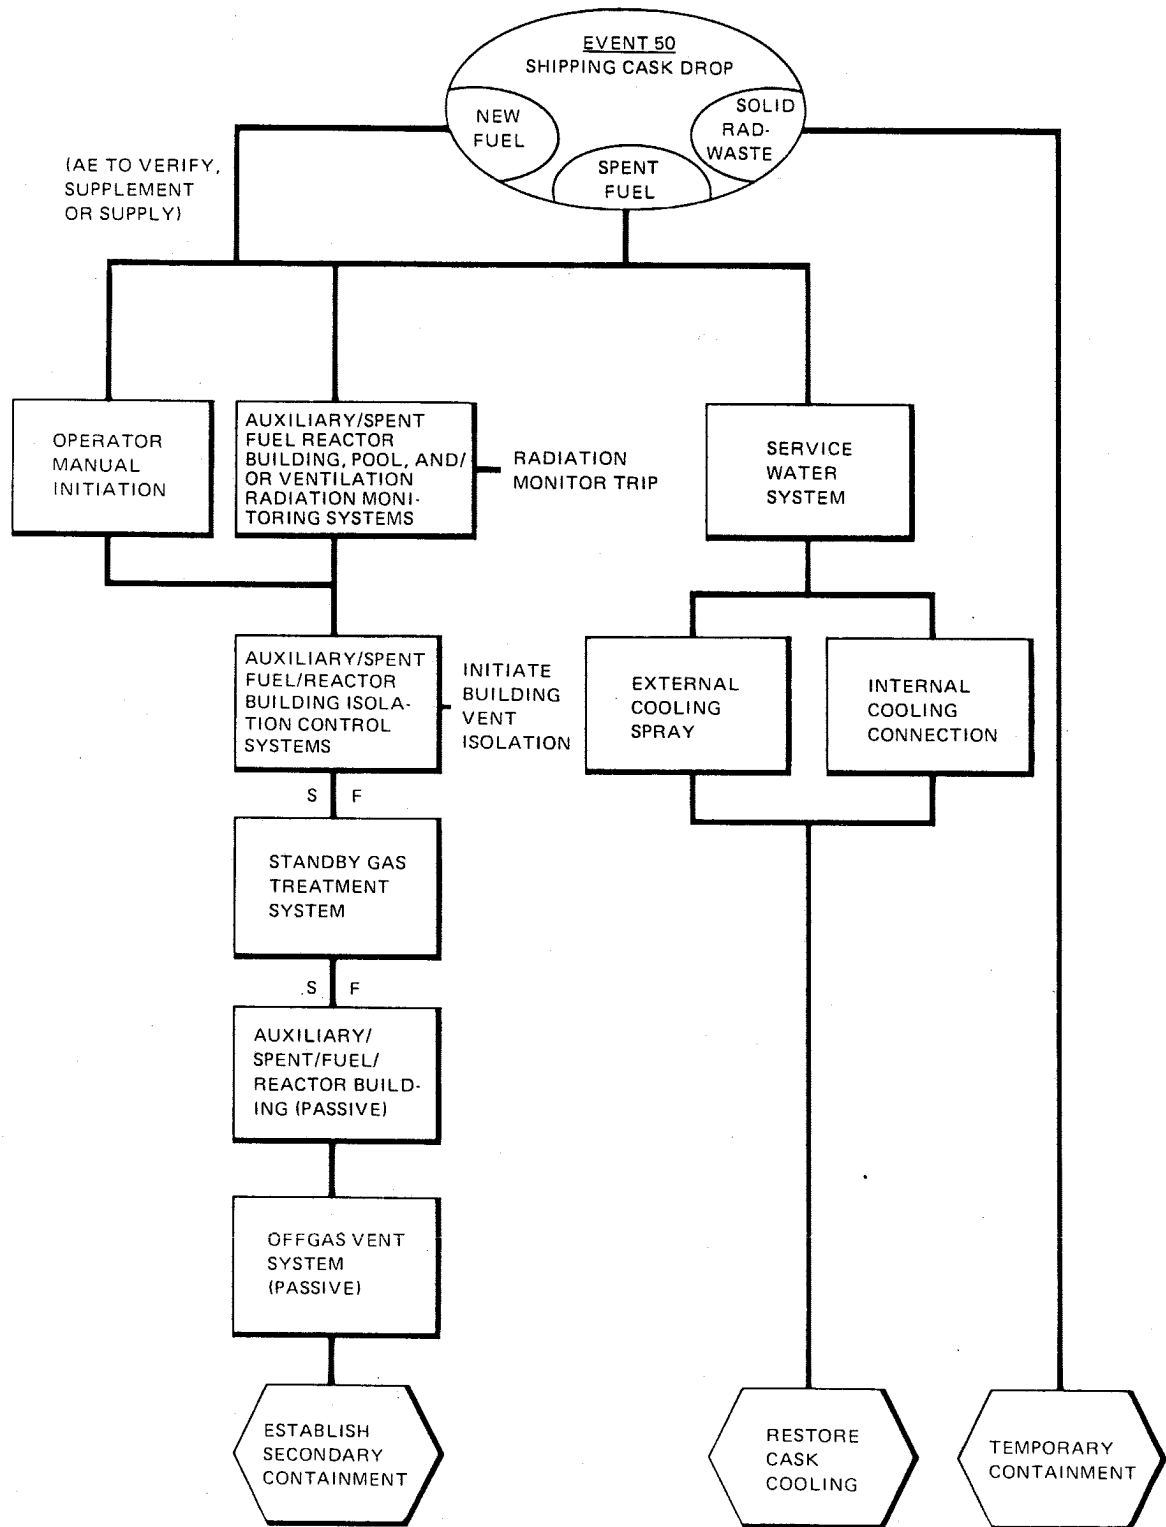 EVENT 50
SHIPPING CASK DROP
NEW
FUEL
SPENT
FUEL
SOLID
RAD-
WASTE
(AE TO VERIFY,
SUPPLEMENT
OR SUPPLY)
OPERATOR
MANUAL
INITIATION
AUXILIARY/SPENT
FUEL REACTOR
BUILDING, POOL, AND/
OR VENTILATION
RADIATION MONI-
TORING SYSTEMS
RADIATION
MONITOR TRIP
SERVICE
WATER
SYSTEM
AUXILIARY/SPENT
FUEL/REACTOR
BUILDING ISOLA-
TION CONTROL
SYSTEMS
INITIATE
BUILDING
VENT
ISOLATION
EXTERNAL
COOLING
SPRAY
INTERNAL
COOLING
CONNECTION
S F
STANDBY GAS
TREATMENT
SYSTEM
S F
AUXILIARY/
SPENT/FUEL/
REACTOR BUILD-
ING (PASSIVE)
OFFGAS VENT
SYSTEM
(PASSIVE)
ESTABLISH
SECONDARY
CONTAINMENT
RESTORE
CASK
COOLING
TEMPORARY
CONTAINMENT